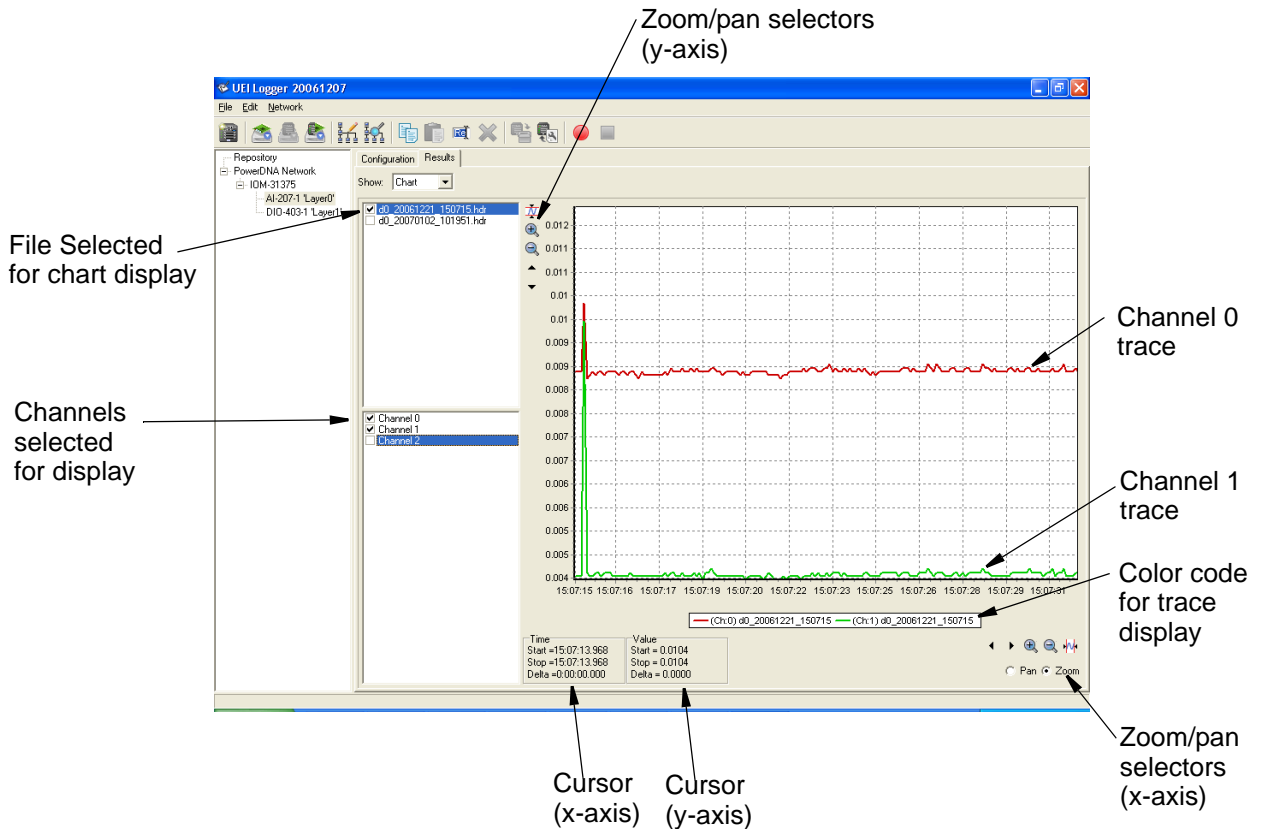 Zoom/pan selectors
(y-axis)
UEI Logger 20061207
File Edit Network
Repository
PowerDNA Network
IOM-31375
AI-207-1 'Layer0'
DIO-403-1 'Layer1'
Configuration Results
Show: Chart
d0_20061221_150715.hdr
d0_20070102_101951.hdr
File Selected
for chart display
Channels
selected
for display
Channel 0
Channel 1
Channel 2
0.012
0.011
0.011
0.01
0.01
0.009
0.009
0.008
0.008
0.007
0.007
0.006
0.006
0.005
0.005
0.004
15:07:15 15:07:16 15:07:17 15:07:19 15:07:20 15:07:22 15:07:23 15:07:25 15:07:26 15:07:28 15:07:29 15:07:31
(Ch:0) d0_20061221_150715 (Ch:1) d0_20061221_150715
Channel 0
trace
Channel 1
trace
Color code
for trace
display
Time
Start =15:07:13.968
Stop =15:07:13.968
Delta =0:00:00.000
Value
Start = 0.0104
Stop = 0.0104
Delta = 0.0000
Pan Zoom
Zoom/pan
selectors
(x-axis)
Cursor
(x-axis)
Cursor
(y-axis)